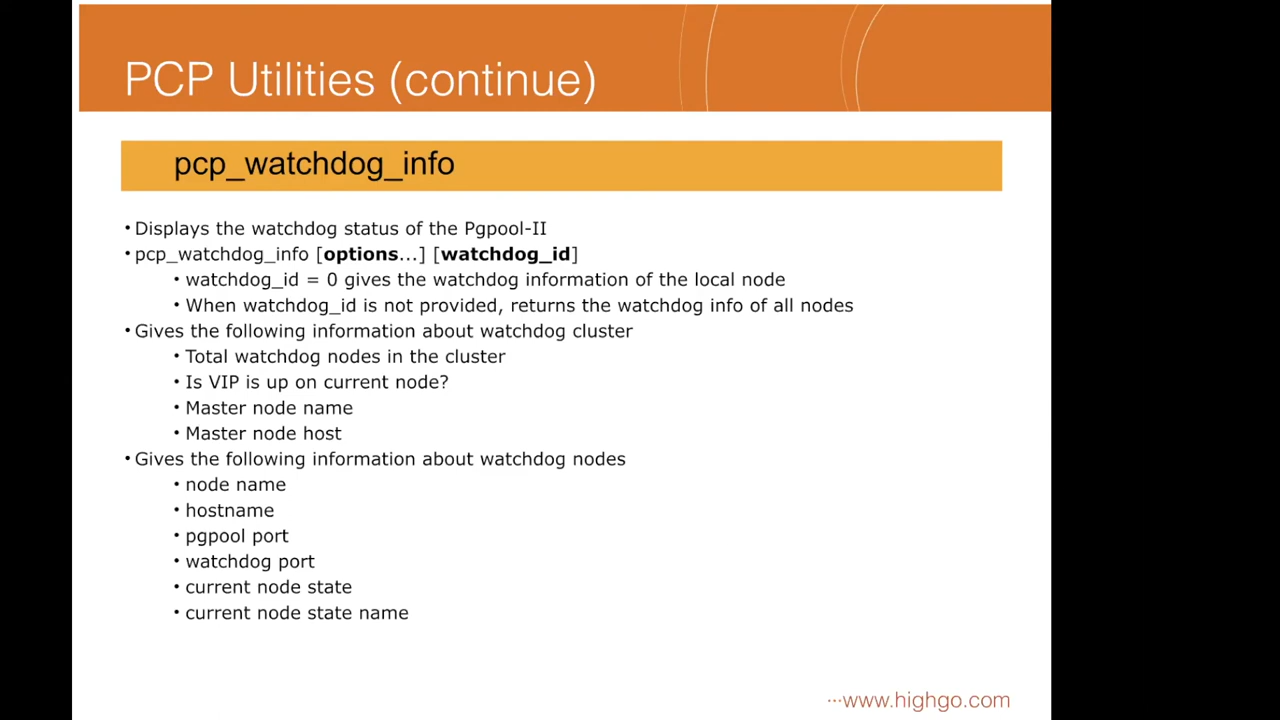 PCP Utilities (continue)
pcp_watchdog_info
• Displays the watchdog status of the Pgpool-II
• pcp_watchdog_info [options...] [watchdog_id]
• watchdog_id = 0 gives the watchdog information of the local node
• When watchdog_id is not provided, returns the watchdog info of all nodes
• Gives the following information about watchdog cluster
• Total watchdog nodes in the cluster
• Is VIP is up on current node?
• Master node name
• Master node host
• Gives the following information about watchdog nodes
• node name
• hostname
• pgpool port
• watchdog port
• current node state
• current node state name
···www.highgo.com